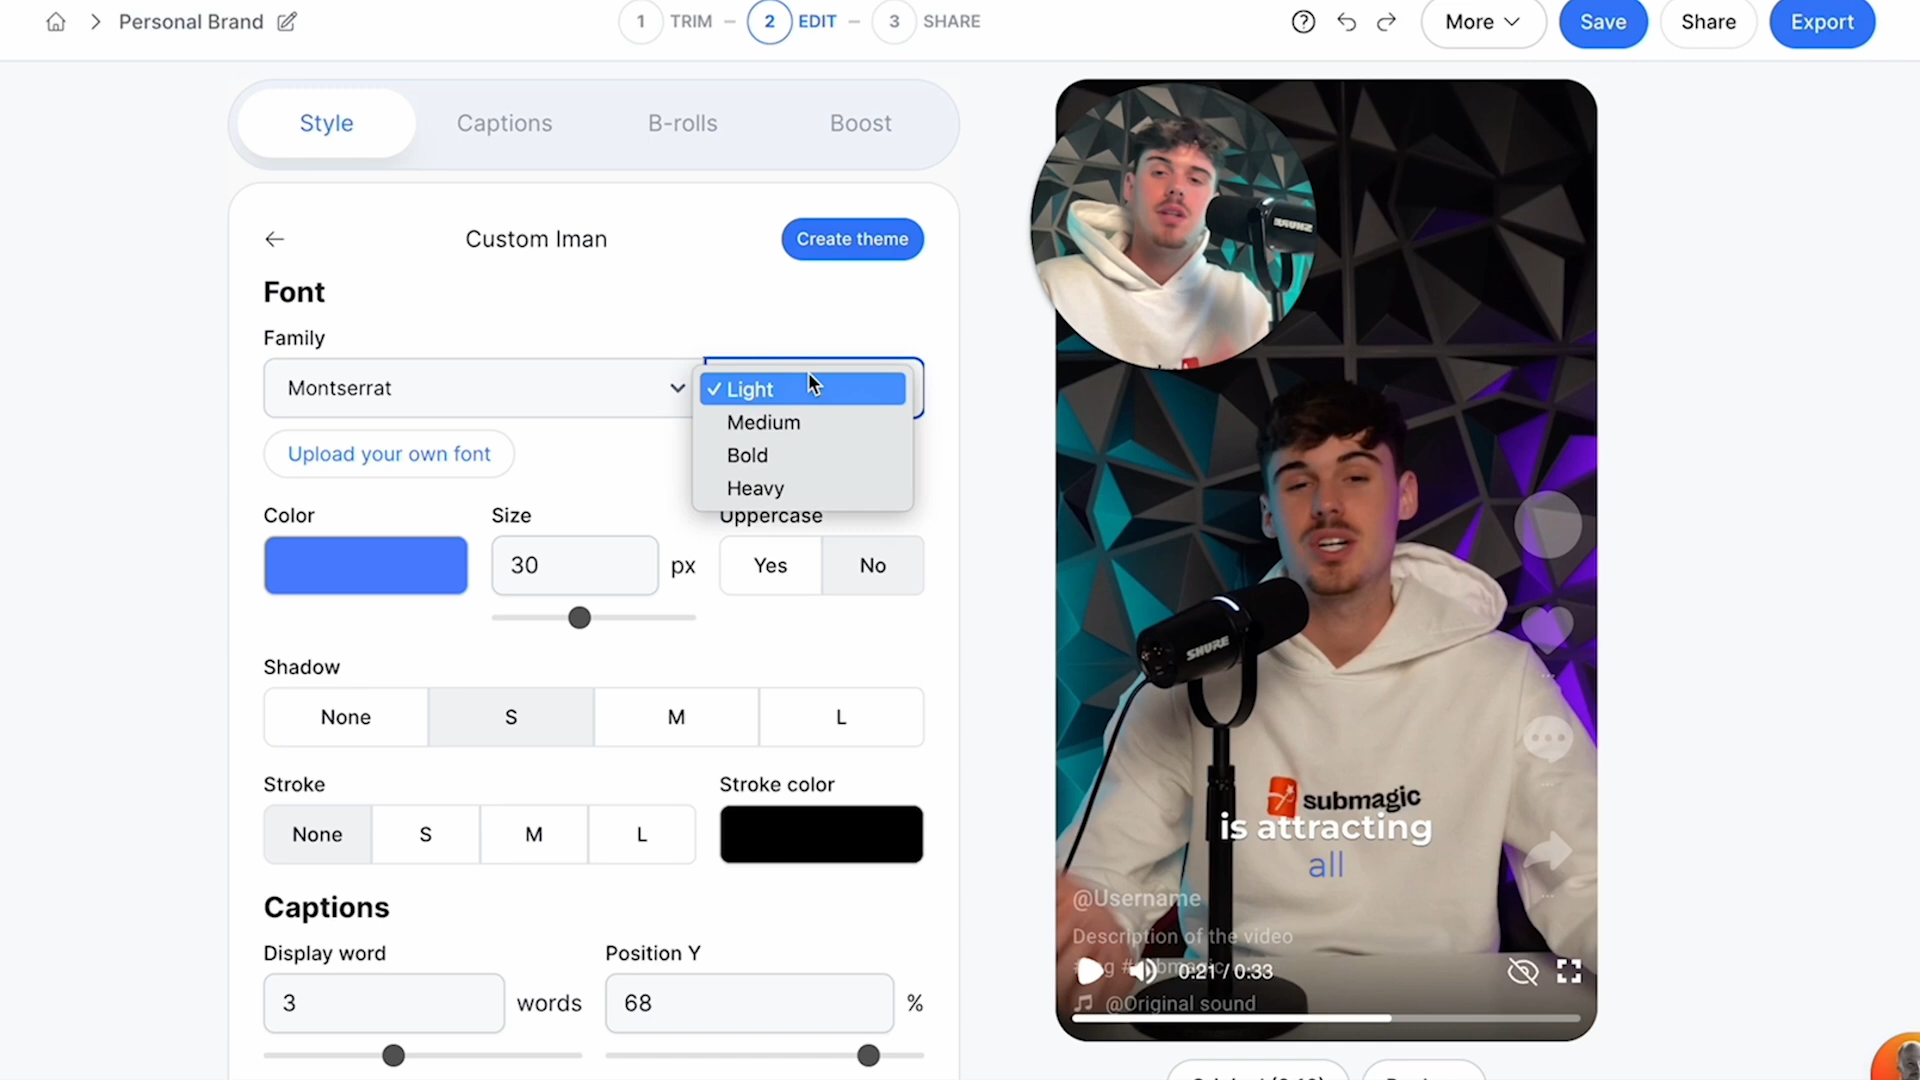 Personal Brand
1 TRIM
2 EDIT
3 SHARE
More
Save
Share
Export
Style
Captions
B-rolls
Boost
Custom Iman
Create theme
Font
Family
Montserrat
Light
Medium
Bold
Heavy
Upload your own font
Color
Size
Uppercase
30
px
Yes
No
Shadow
None
S
M
L
Stroke
Stroke color
None
S
M
L
Captions
Display word
Position Y
3
words
68
%
SHURE
submagic
is attracting
all
@Username
Description of the video
0:21 / 0:33
@Original sound